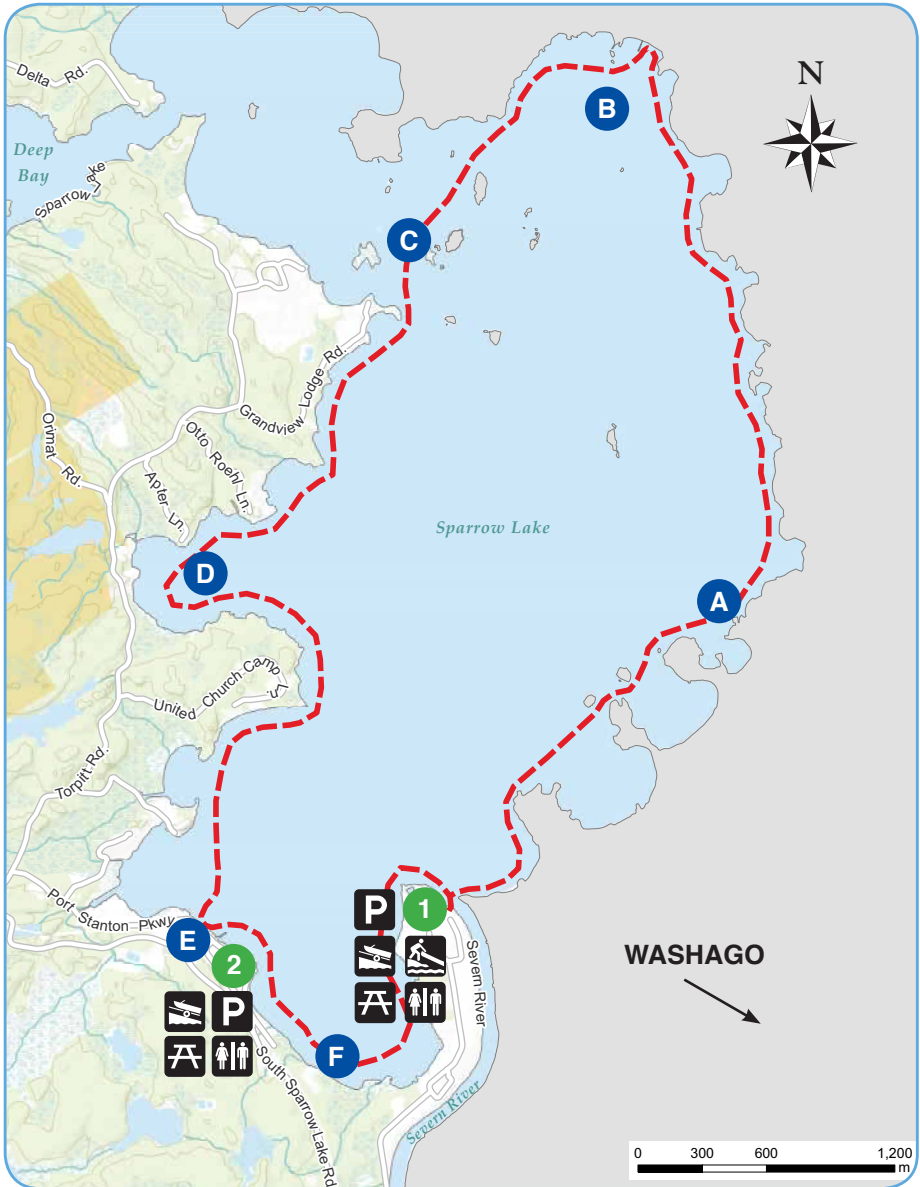 Delta Rd.
N
B
Deep
Bay
Sparrow Lake
C
Grandview Lodge Rd.
Orimat Rd.
Otto Roehl Ln.
Apter Ln.
Sparrow Lake
D
A
United Church Camp Ln.
Torpitt Rd.
Port Stanton Pkwy
P
1
E
2
Severn River
WASHAGO
P
F
South Sparrow Lake Rd
Severn River
0 300 600 1,200
m